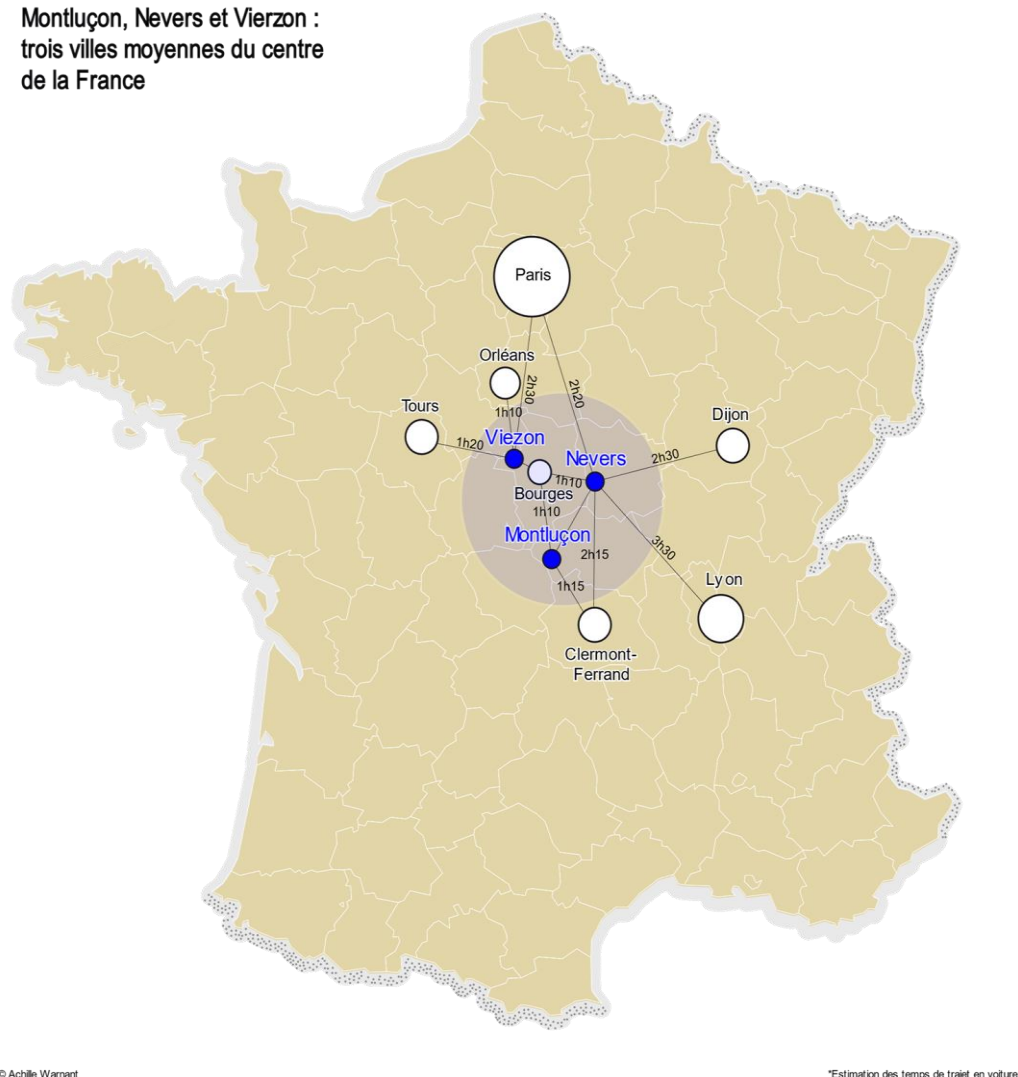 Montluçon, Nevers et Vierzon :
trois villes moyennes du centre
de la France
Paris
Orléans
2h30
2h20
Tours
1h10
Dijon
1h20
Viezon
Nevers
2h30
1h10
Bourges
1h10
Montluçon
2h15
3h30
1h15
Lyon
Clermont-
Ferrand
© Achille Warnant
*Estimation des temps de trajet en voiture